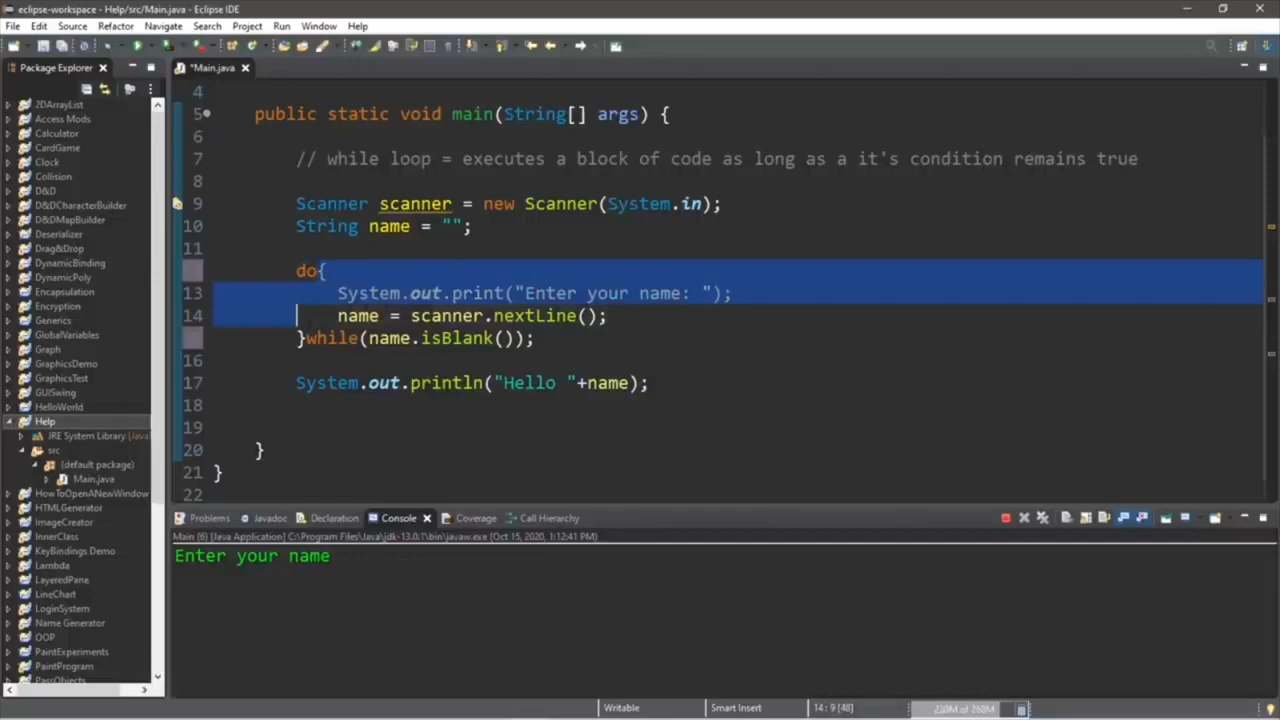 eclipse-workspace - Help/src/Main.java - Eclipse IDE
File Edit Source Refactor Navigate Search Project Run Window Help
Package Explorer
*Main.java
2DArrayList
Access Mods
Calculator
CardGame
Clock
Collision
D&D
D&DCharacterBuilder
D&DMapBuilder
Deserializer
Drag&Drop
DynamicBinding
DynamicPoly
Encapsulation
Encryption
Generics
GlobalVariables
Graph
GraphicsDemo
GraphicsTest
GUISwing
HelloWorld
Help
JRE System Library [Java
src
(default package)
Main.java
HowToOpenANewWindow
HTMLGenerator
ImageCreator
InnerClass
KeyBindings Demo
Lambda
LayeredPane
LineChart
LoginSystem
Name Generator
OOP
PaintExperiments
PaintProgram
PassObjects
4
5 public static void main(String[] args) {
6
7 // while loop = executes a block of code as long as a it's condition remains true
8
9 Scanner scanner = new Scanner(System.in);
10 String name = "";
11
do{
13 System.out.print("Enter your name: ");
14 name = scanner.nextLine();
}while(name.isBlank());
16
17 System.out.println("Hello "+name);
18
19
20 }
21 }
22
Problems Javadoc Declaration Console Coverage Call Hierarchy
Main (6) [Java Application] C:\Program Files\Java\jdk-13.0.1\bin\javaw.exe (Oct 15, 2020, 1:12:41 PM)
Enter your name
Writable Smart Insert 14 : 9 [48]